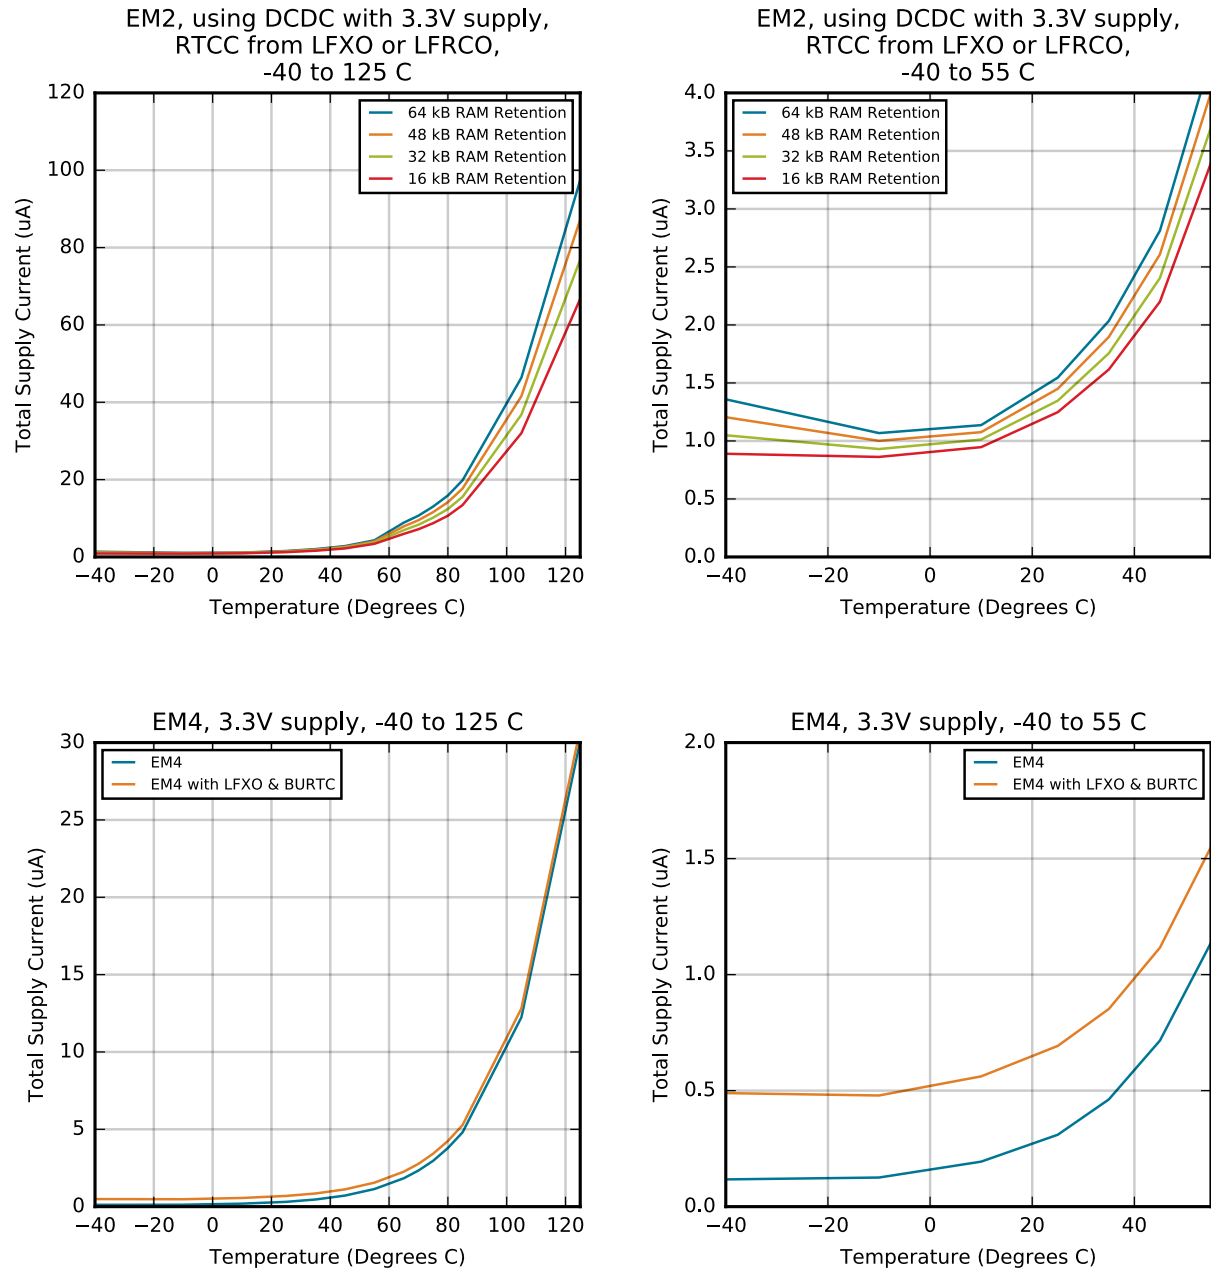 EM2, using DCDC with 3.3V supply,
RTCC from LFXO or LFRCO,
-40 to 125 C
120
100
80
60
40
20
0
Total Supply Current (uA)
64 kB RAM Retention
48 kB RAM Retention
32 kB RAM Retention
16 kB RAM Retention
−40 −20 0 20 40 60 80 100 120
Temperature (Degrees C)
EM2, using DCDC with 3.3V supply,
RTCC from LFXO or LFRCO,
-40 to 55 C
4.0
3.5
3.0
2.5
2.0
1.5
1.0
0.5
0.0
Total Supply Current (uA)
64 kB RAM Retention
48 kB RAM Retention
32 kB RAM Retention
16 kB RAM Retention
−40 −20 0 20 40
Temperature (Degrees C)
EM4, 3.3V supply, -40 to 125 C
30
25
20
15
10
5
0
Total Supply Current (uA)
EM4
EM4 with LFXO & BURTC
−40 −20 0 20 40 60 80 100 120
Temperature (Degrees C)
EM4, 3.3V supply, -40 to 55 C
2.0
1.5
1.0
0.5
0.0
Total Supply Current (uA)
EM4
EM4 with LFXO & BURTC
−40 −20 0 20 40
Temperature (Degrees C)